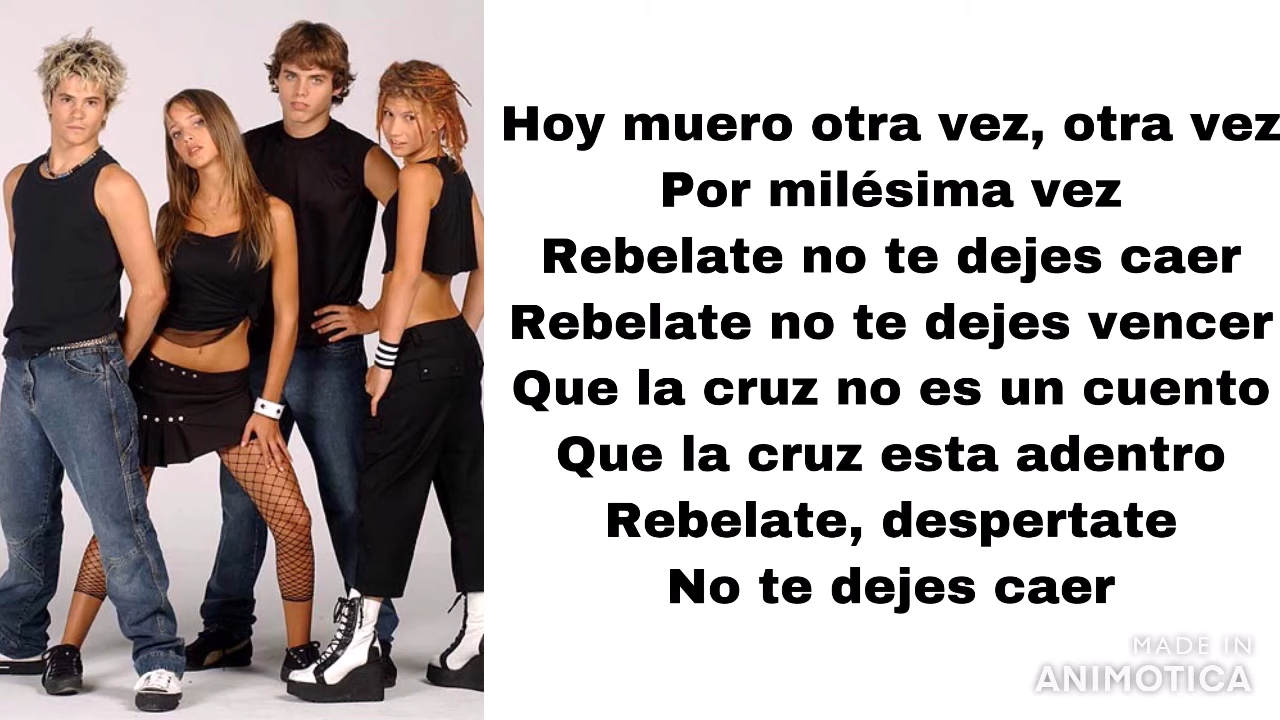 Hoy muero otra vez, otra vez
Por milésima vez
Rebelate no te dejes caer
Rebelate no te dejes vencer
Que la cruz no es un cuento
Que la cruz esta adentro
Rebelate, despertate
No te dejes caer
MADE IN
ANIMOTICA